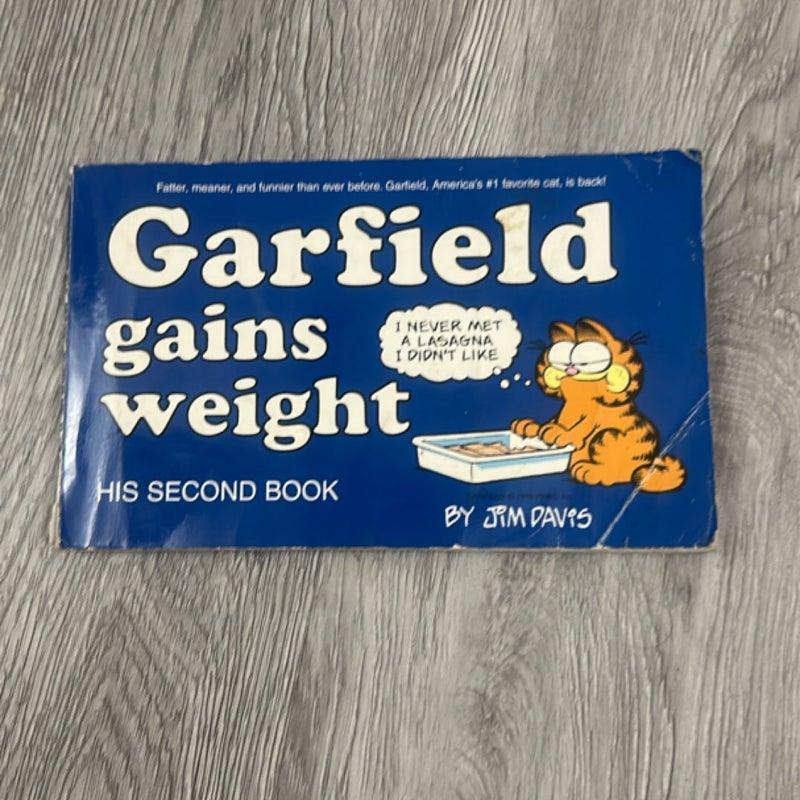 Fatter, meaner, and funnier than ever before. Garfield, America's #1 favorite cat, is back!
Garfield
gains
weight
I NEVER MET
A LASAGNA
I DIDN'T LIKE
HIS SECOND BOOK
BY JIM DAVIS